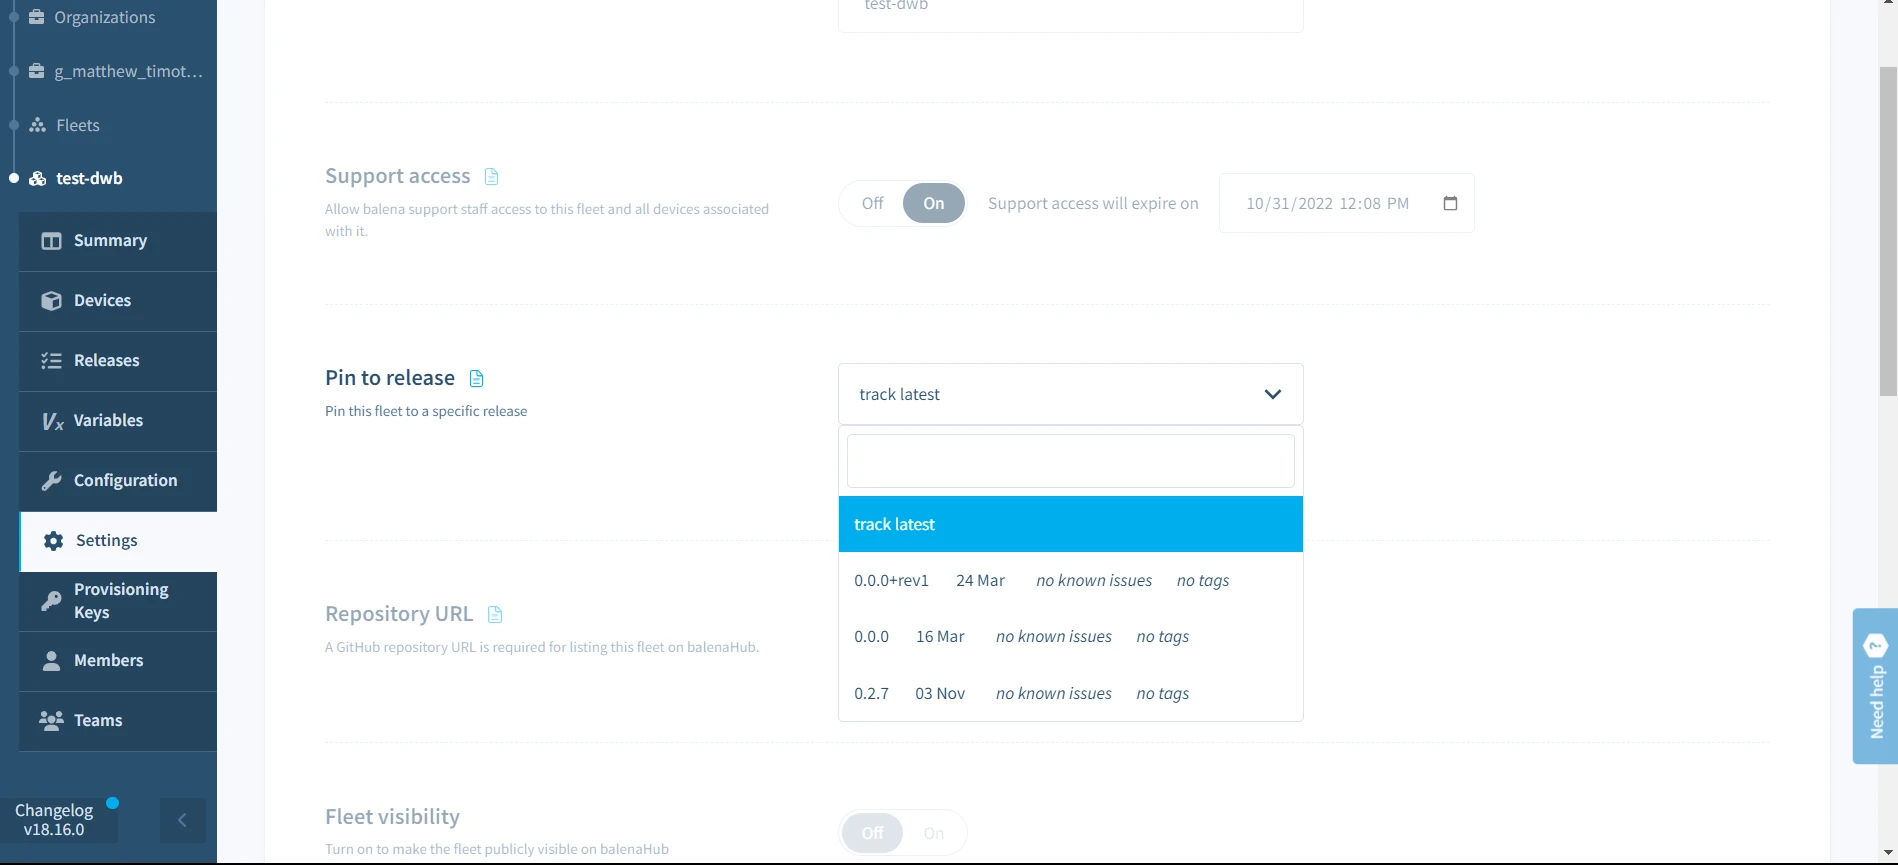 Organizations
g_matthew_timot...
Fleets
test-dwb
Summary
Devices
Releases
Variables
Configuration
Settings
Provisioning
Keys
Members
Teams
Changelog
v18.16.0
test-dwb
Support access
Allow balena support staff access to this fleet and all devices associated
with it.
Off On Support access will expire on 10/31/2022 12:08 PM
Pin to release
Pin this fleet to a specific release
track latest
track latest
0.0.0+rev1 24 Mar no known issues no tags
0.0.0 16 Mar no known issues no tags
0.2.7 03 Nov no known issues no tags
Repository URL
A GitHub repository URL is required for listing this fleet on balenaHub.
Fleet visibility
Turn on to make the fleet publicly visible on balenaHub
Off On
Need help ?